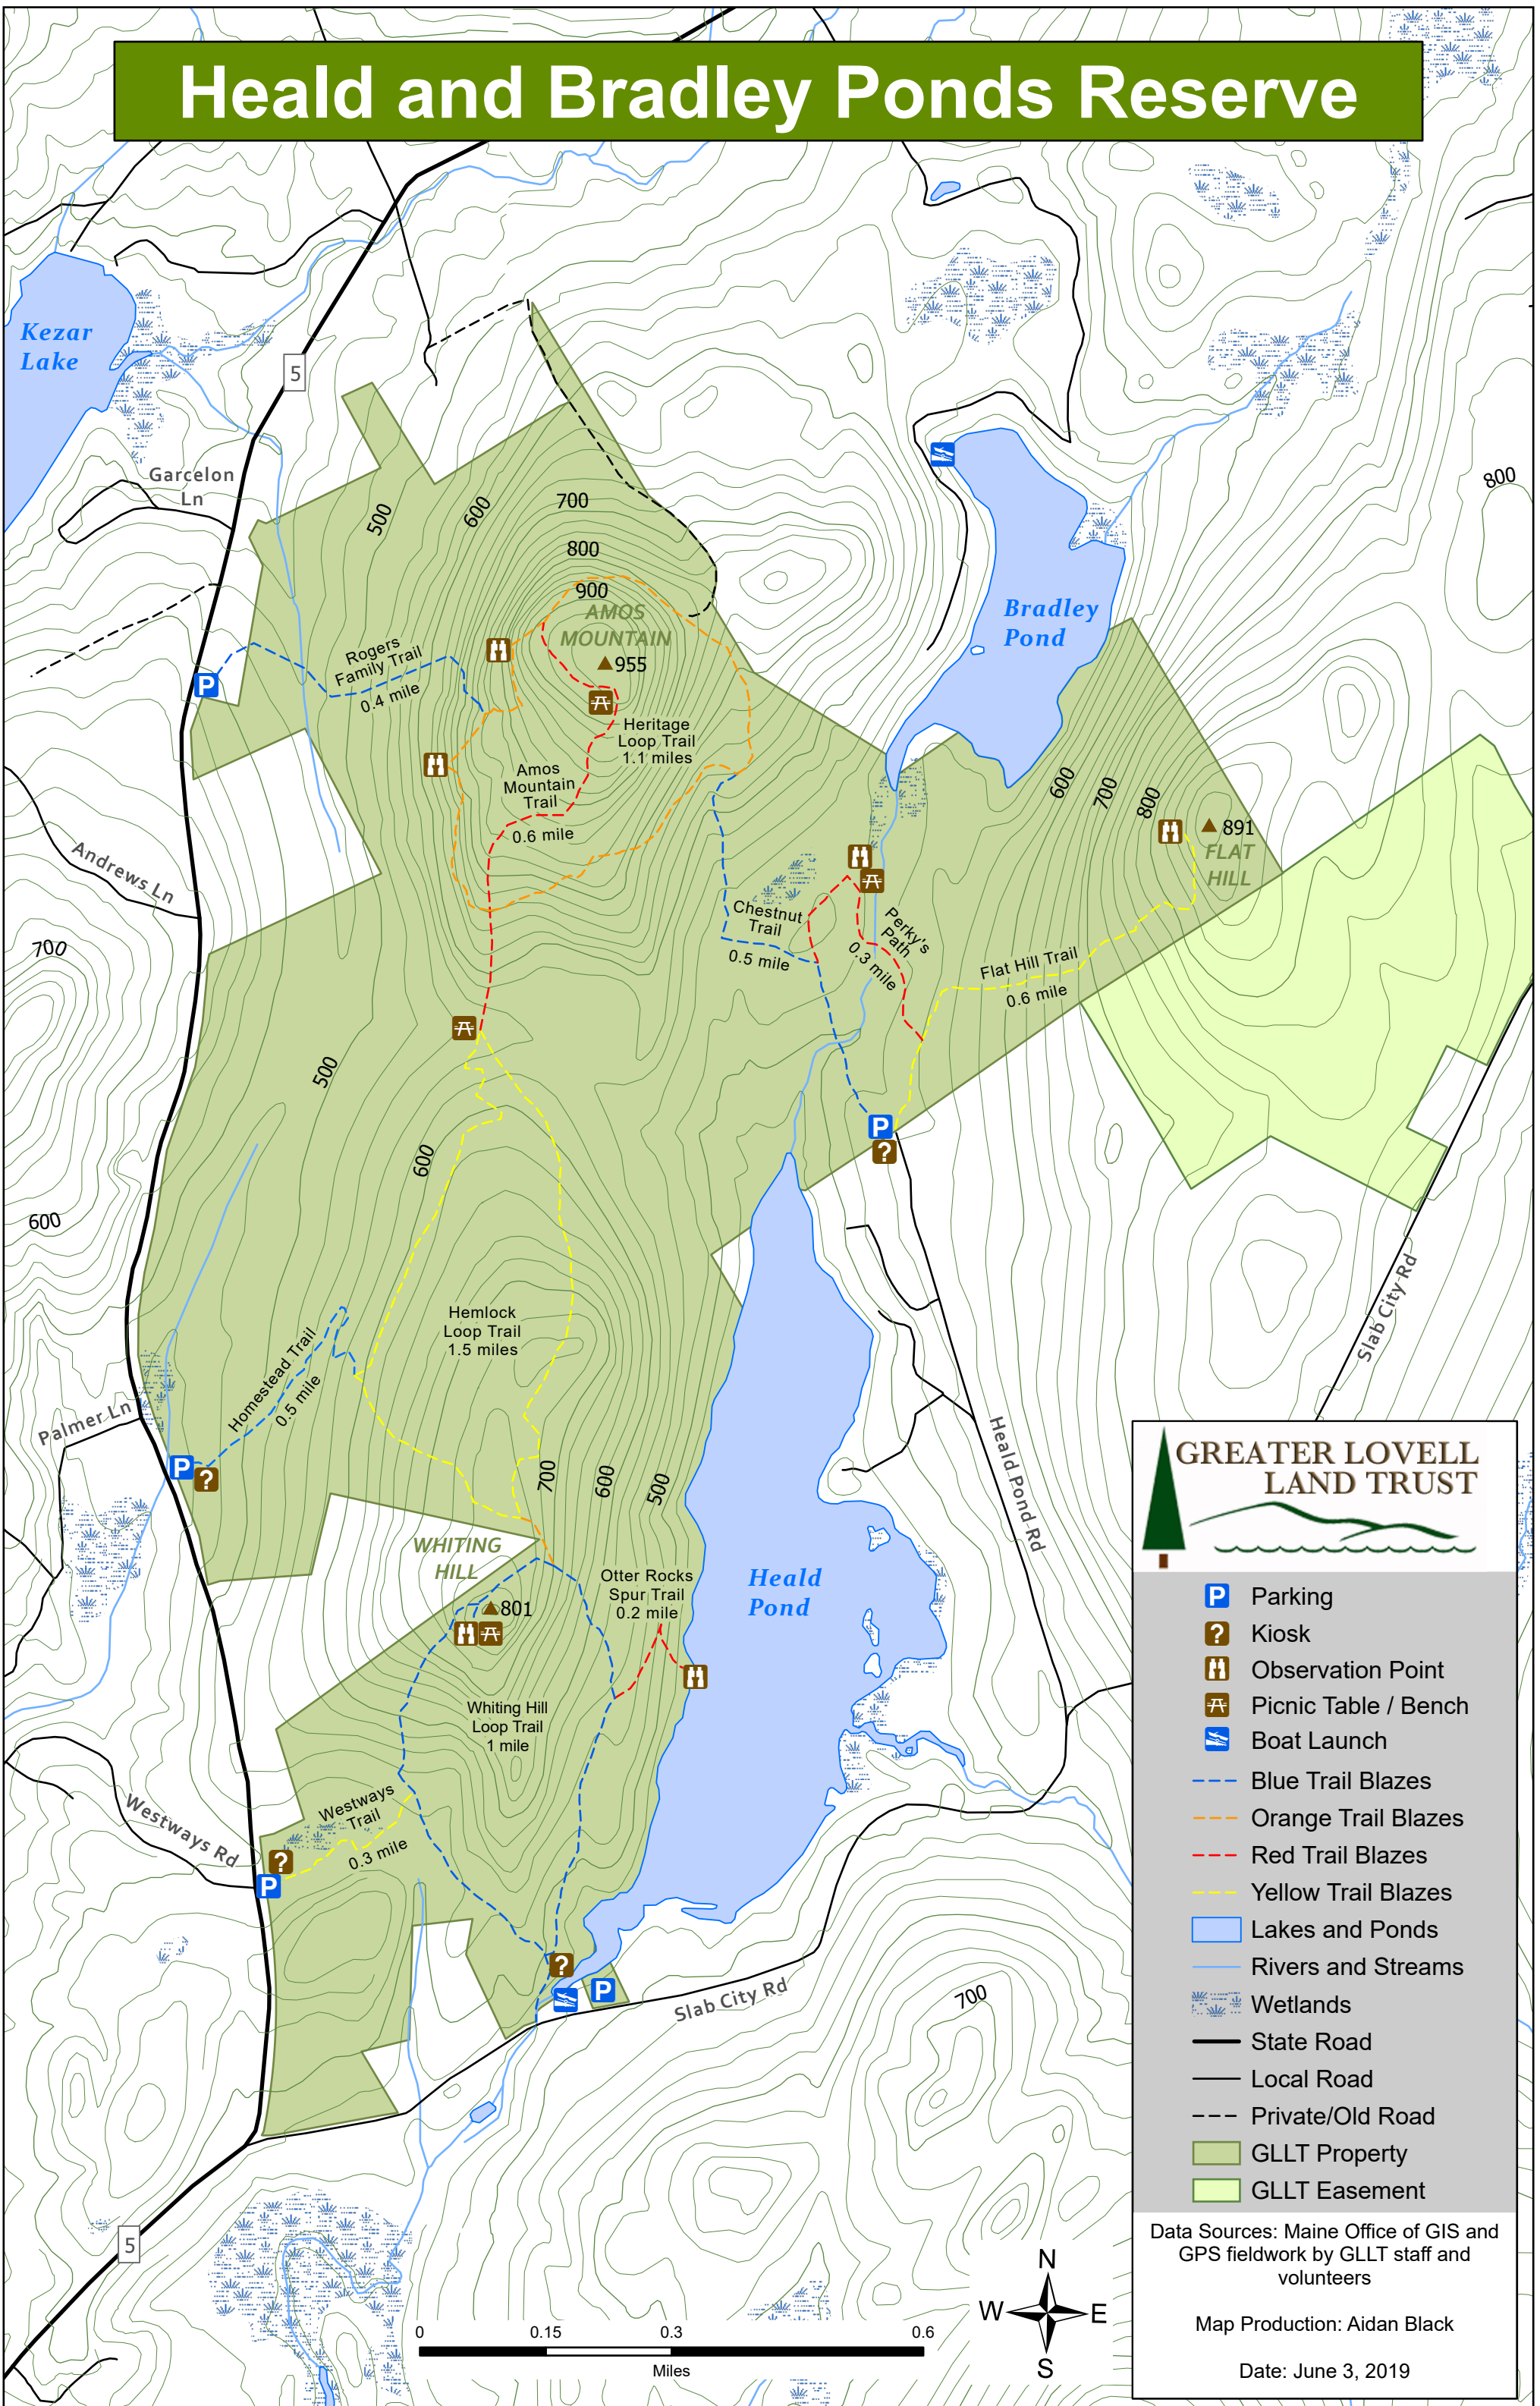 Heald and Bradley Ponds Reserve
Kezar
Lake
5
Garcelon
Ln
500
600
700
800
900
AMOS
MOUNTAIN
955
Rogers
Family Trail
0.4 mile
Heritage
Loop Trail
1.1 miles
Amos
Mountain
Trail
0.6 mile
Bradley
Pond
800
600
700
800
891
FLAT
HILL
Andrews Ln
700
Chestnut
Trail
0.5 mile
Perky's
Path
0.3 mile
Flat Hill Trail
0.6 mile
P
500
600
P
?
600
Hemlock
Loop Trail
1.5 miles
Homestead Trail
0.5 mile
Palmer Ln
P
?
Slab City Rd
Heald Pond Rd
700
600
500
WHITING
HILL
801
Otter Rocks
Spur Trail
0.2 mile
Heald
Pond
Whiting Hill
Loop Trail
1 mile
Westways
Trail
0.3 mile
Westways Rd
?
P
?
P
Slab City Rd
700
5
0
0.15
0.3
0.6
Miles
N
W
E
S
GREATER LOVELL
LAND TRUST
P Parking
? Kiosk
Observation Point
Picnic Table / Bench
Boat Launch
Blue Trail Blazes
Orange Trail Blazes
Red Trail Blazes
Yellow Trail Blazes
Lakes and Ponds
Rivers and Streams
Wetlands
State Road
Local Road
Private/Old Road
GLLT Property
GLLT Easement
Data Sources: Maine Office of GIS and
GPS fieldwork by GLLT staff and
volunteers
Map Production: Aidan Black
Date: June 3, 2019